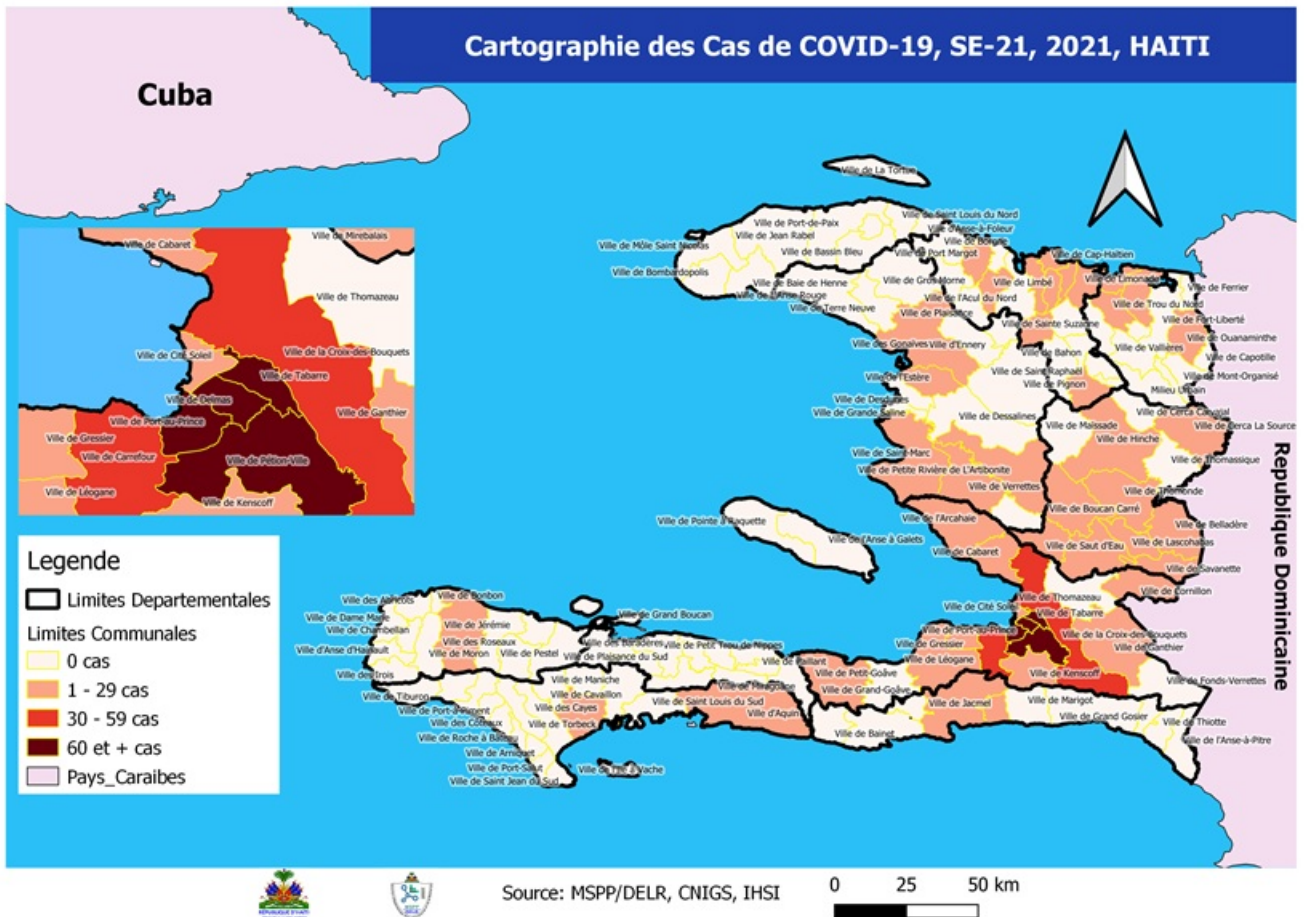 Cartographie des Cas de COVID-19, SE-21, 2021, HAITI
Cuba
Ville de La Tortue
Ville de Port-de-Paix
Ville de Saint Louis du Nord
Ville d'Anse-à-Foleur
Ville de Jean Rabel
Ville de Borgne
Ville de Môle Saint Nicolas
Ville de Bassin Bleu
Ville de Port Margot
Ville de Cap-Haïtien
Ville de Bombardopolis
Ville de Baie de Henne
Ville de Gros Morne
Ville de Limbé
Ville de Limonade
Ville de Ferrier
Ville de l'Anse Rouge
Ville de l'Acul du Nord
Ville de Trou du Nord
Ville de Terre Neuve
Ville de Plaisance
Ville de Fort-Liberté
Ville de Sainte Suzanne
Ville de Ouanaminthe
Ville des Gonaïves
Ville d'Ennery
Ville de Bahon
Ville de Vallières
Ville de Capotille
Ville de l'Estère
Ville de Saint Raphaël
Ville de Mont-Organisé
Ville de Pignon
Milieu Urbain
Ville de Desdunes
Ville de Grande Saline
Ville de Dessalines
Ville de Cerca Carvajal
Ville de Maïssade
Ville de Cerca La Source
Ville de Hinche
Ville de Saint-Marc
Ville de Thomassique
Ville de Petite Rivière de L'Artibonite
Ville de Verrettes
Ville de Thomonde
Ville de Boucan Carré
Ville de Pointe à Raquette
Ville de l'Arcahaie
Ville de Belladère
Ville de l'Anse à Galets
Ville de Cabaret
Ville de Saut d'Eau
Ville de Lascahobas
Ville de Savanette
Ville de Cornillon
Ville de Thomazeau
Ville de Cité Soleil
Ville de Tabarre
Ville de Port-au-Prince
Ville de la Croix-des-Bouquets
Ville de Gressier
Ville de Ganthier
Ville de Léogane
Ville de Kenscoff
Ville de Fonds-Verrettes
Ville des Abricots
Ville de Bonbon
Ville de Grand Boucan
Ville de Dame Marie
Ville de Jérémie
Ville de Chambellan
Ville des Roseaux
Ville des Baradères
Ville de Petit Trou de Nippes
Ville d'Anse d'Hainault
Ville de Moron
Ville de Pestel
Ville de Plaisance du Sud
Ville de Paillant
Ville de Petit-Goâve
Ville des Irois
Ville de Maniche
Ville de Miragoâne
Ville de Grand-Goâve
Ville de Tiburon
Ville de Cavaillon
Ville de Saint Louis du Sud
Ville de Jacmel
Ville de Marigot
Ville de Port-à-Piment
Ville des Cayes
Ville d'Aquin
Ville de Grand Gosier
Ville des Côteaux
Ville de Torbeck
Ville de Thiotte
Ville de Roche à Bateau
Ville de Bainet
Ville de l'Anse-à-Pitre
Ville de Arniquet
Ville de Port-Salut
Ville de l'Ile à Vache
Ville de Saint Jean du Sud
Republique Dominicaine
Ville de Cabaret
Ville de Mirebalais
Ville de Thomazeau
Ville de Cité Soleil
Ville de la Croix-des-Bouquets
Ville de Tabarre
Ville de Delmas
Ville de Ganthier
Ville de Port-au-Prince
Ville de Gressier
Ville de Carrefour
Ville de Pétion-Ville
Ville de Léogane
Ville de Kenscoff
Legende
Limites Departementales
Limites Communales
0 cas
1 - 29 cas
30 - 59 cas
60 et + cas
Pays_Caraibes
Source: MSPP/DELR, CNIGS, IHSI
0 25 50 km